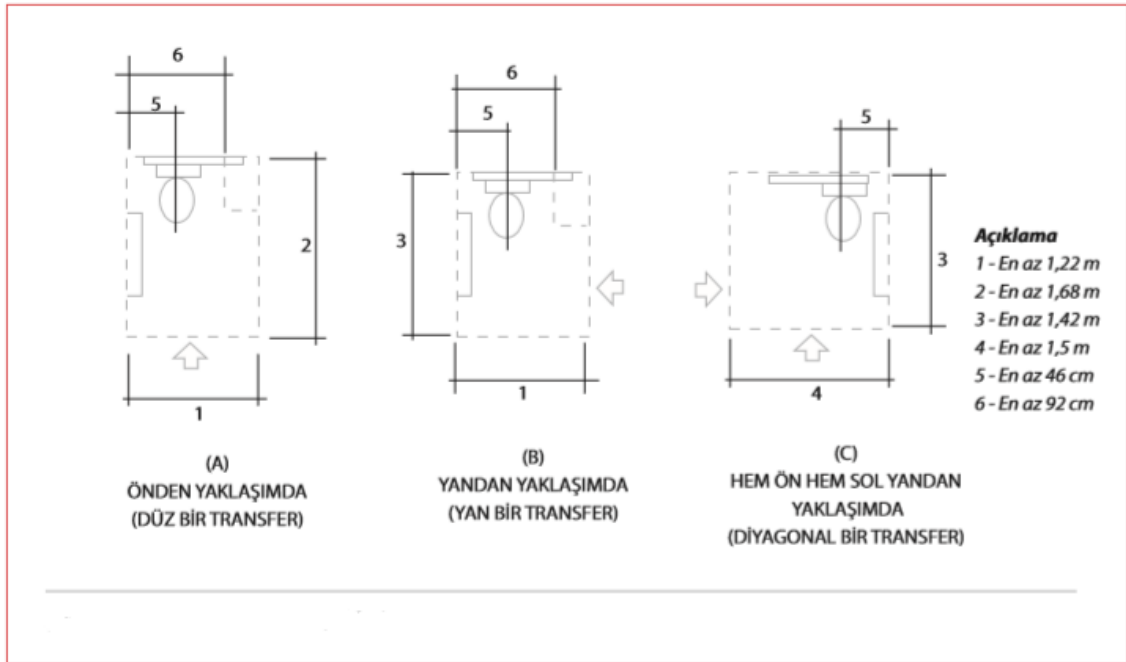 6
5
2
1
(A)
ÖNDEN YAKLAŞIMDA
(DÜZ BİR TRANSFER)
6
5
3
1
(B)
YANDAN YAKLAŞIMDA
(YAN BİR TRANSFER)
5
3
4
(C)
HEM ÖN HEM SOL YANDAN
YAKLAŞIMDA
(DİYAGONAL BİR TRANSFER)
Açıklama
1 - En az 1,22 m
2 - En az 1,68 m
3 - En az 1,42 m
4 - En az 1,5 m
5 - En az 46 cm
6 - En az 92 cm